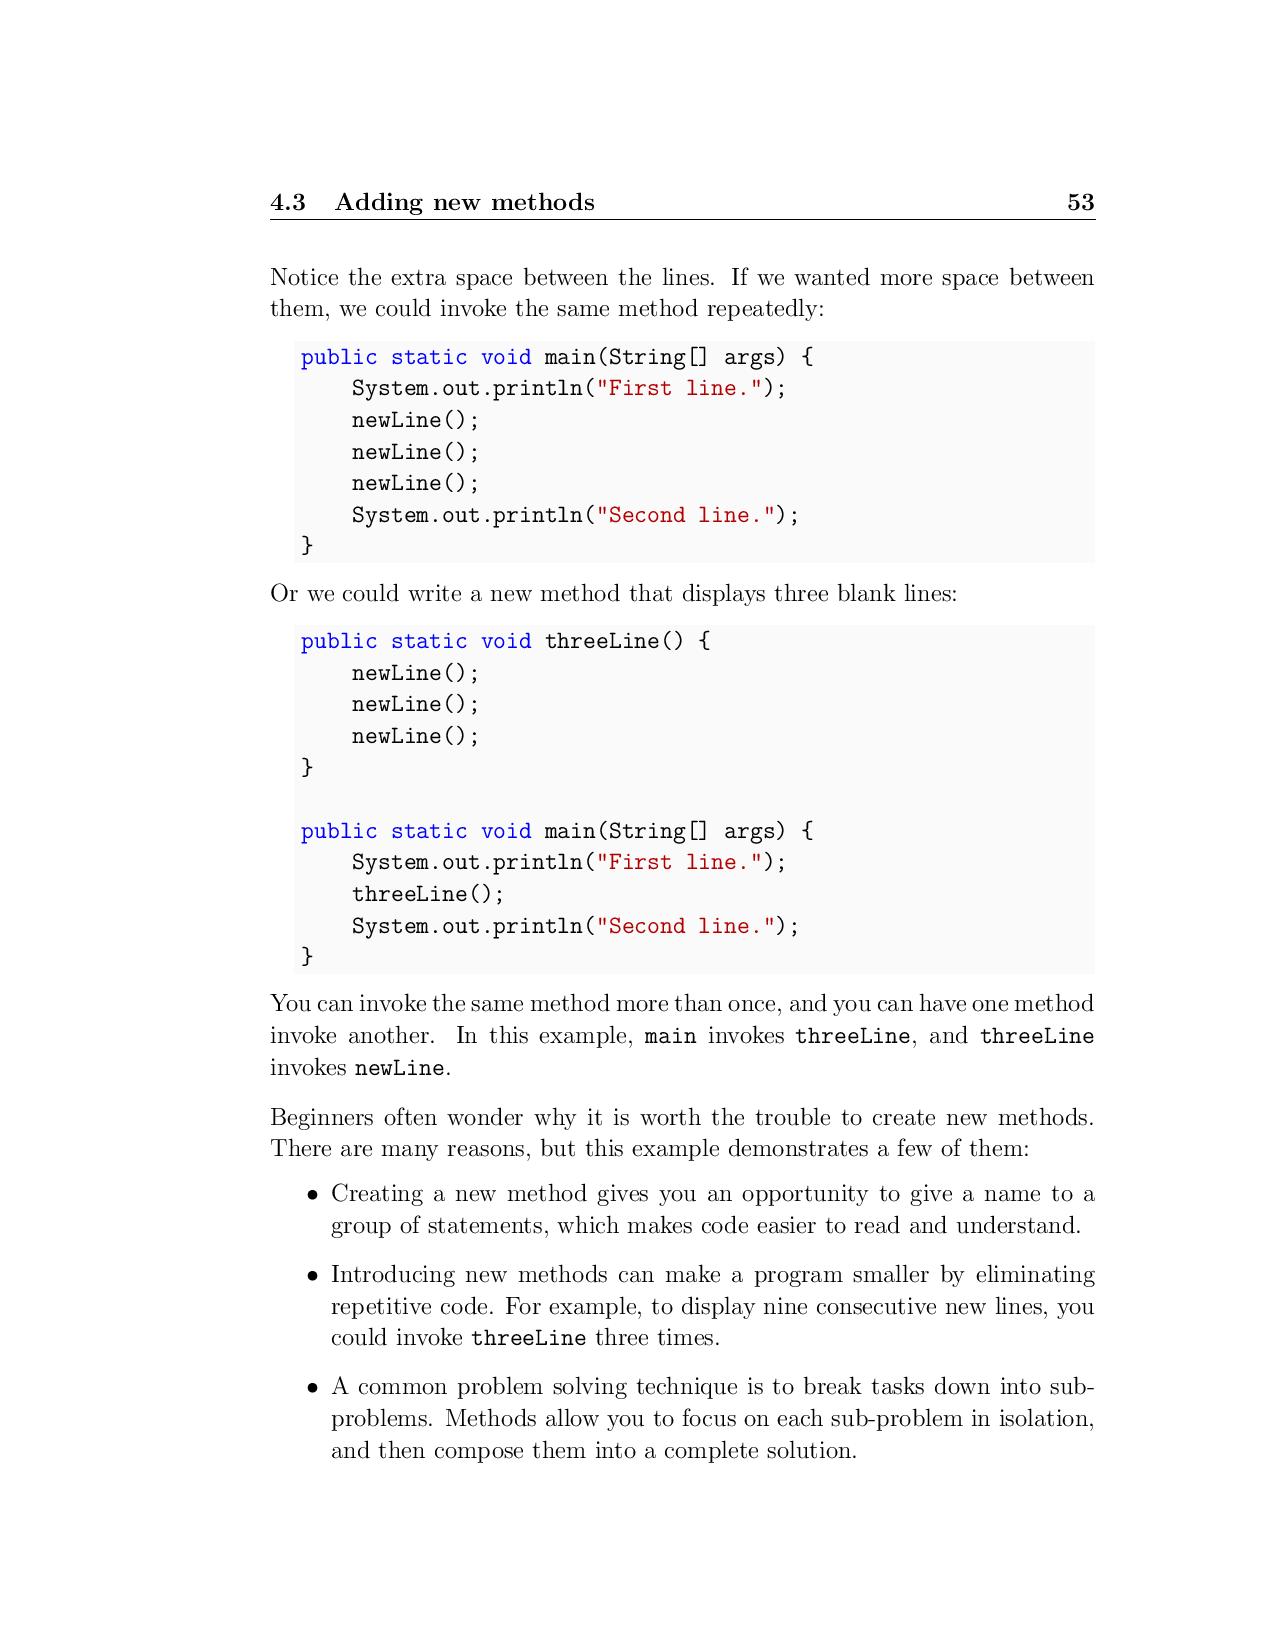 4.3 Adding new methods 53
Notice the extra space between the lines. If we wanted more space between
them, we could invoke the same method repeatedly:
public static void main(String[] args) {
    System.out.println("First line.");
    newLine();
    newLine();
    newLine();
    System.out.println("Second line.");
}
Or we could write a new method that displays three blank lines:
public static void threeLine() {
    newLine();
    newLine();
    newLine();
}
public static void main(String[] args) {
    System.out.println("First line.");
    threeLine();
    System.out.println("Second line.");
}
You can invoke the same method more than once, and you can have one method
invoke another. In this example, main invokes threeLine, and threeLine
invokes newLine.
Beginners often wonder why it is worth the trouble to create new methods.
There are many reasons, but this example demonstrates a few of them:
• Creating a new method gives you an opportunity to give a name to a
group of statements, which makes code easier to read and understand.
• Introducing new methods can make a program smaller by eliminating
repetitive code. For example, to display nine consecutive new lines, you
could invoke threeLine three times.
• A common problem solving technique is to break tasks down into sub-
problems. Methods allow you to focus on each sub-problem in isolation,
and then compose them into a complete solution.